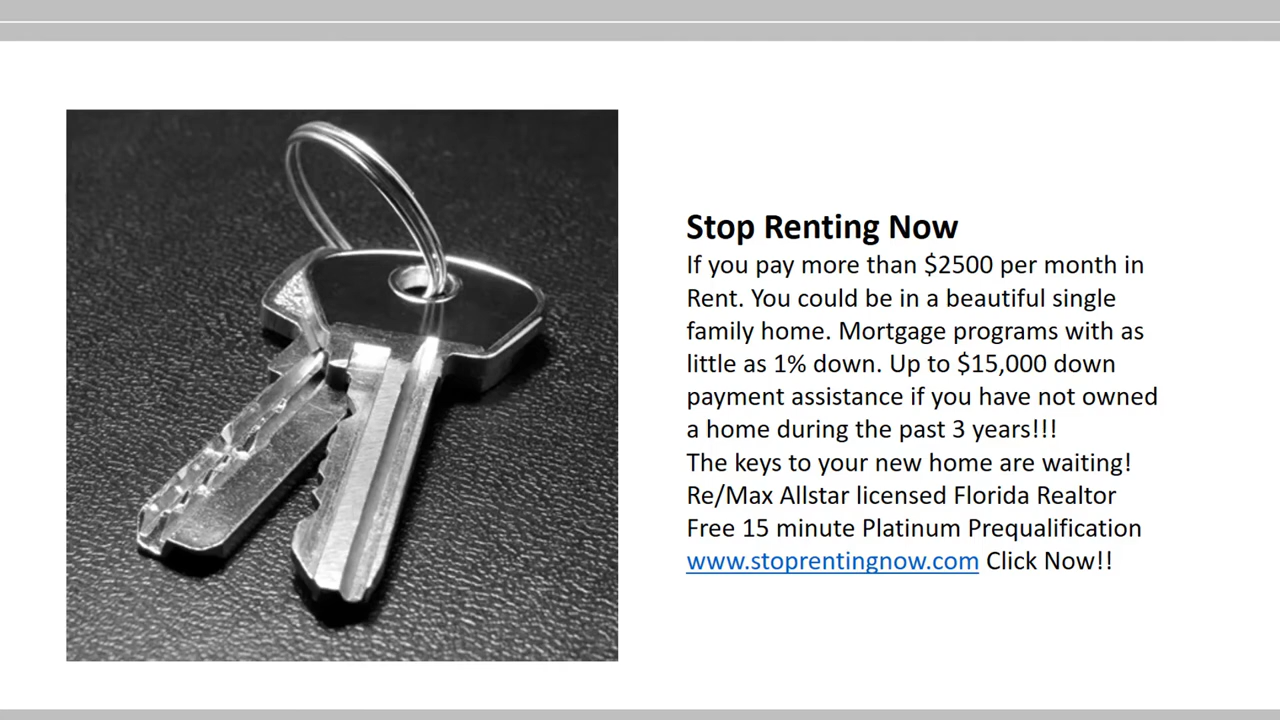 Stop Renting Now
If you pay more than $2500 per month in
Rent. You could be in a beautiful single
family home. Mortgage programs with as
little as 1% down. Up to $15,000 down
payment assistance if you have not owned
a home during the past 3 years!!!
The keys to your new home are waiting!
Re/Max Allstar licensed Florida Realtor
Free 15 minute Platinum Prequalification
www.stoprentingnow.com Click Now!!